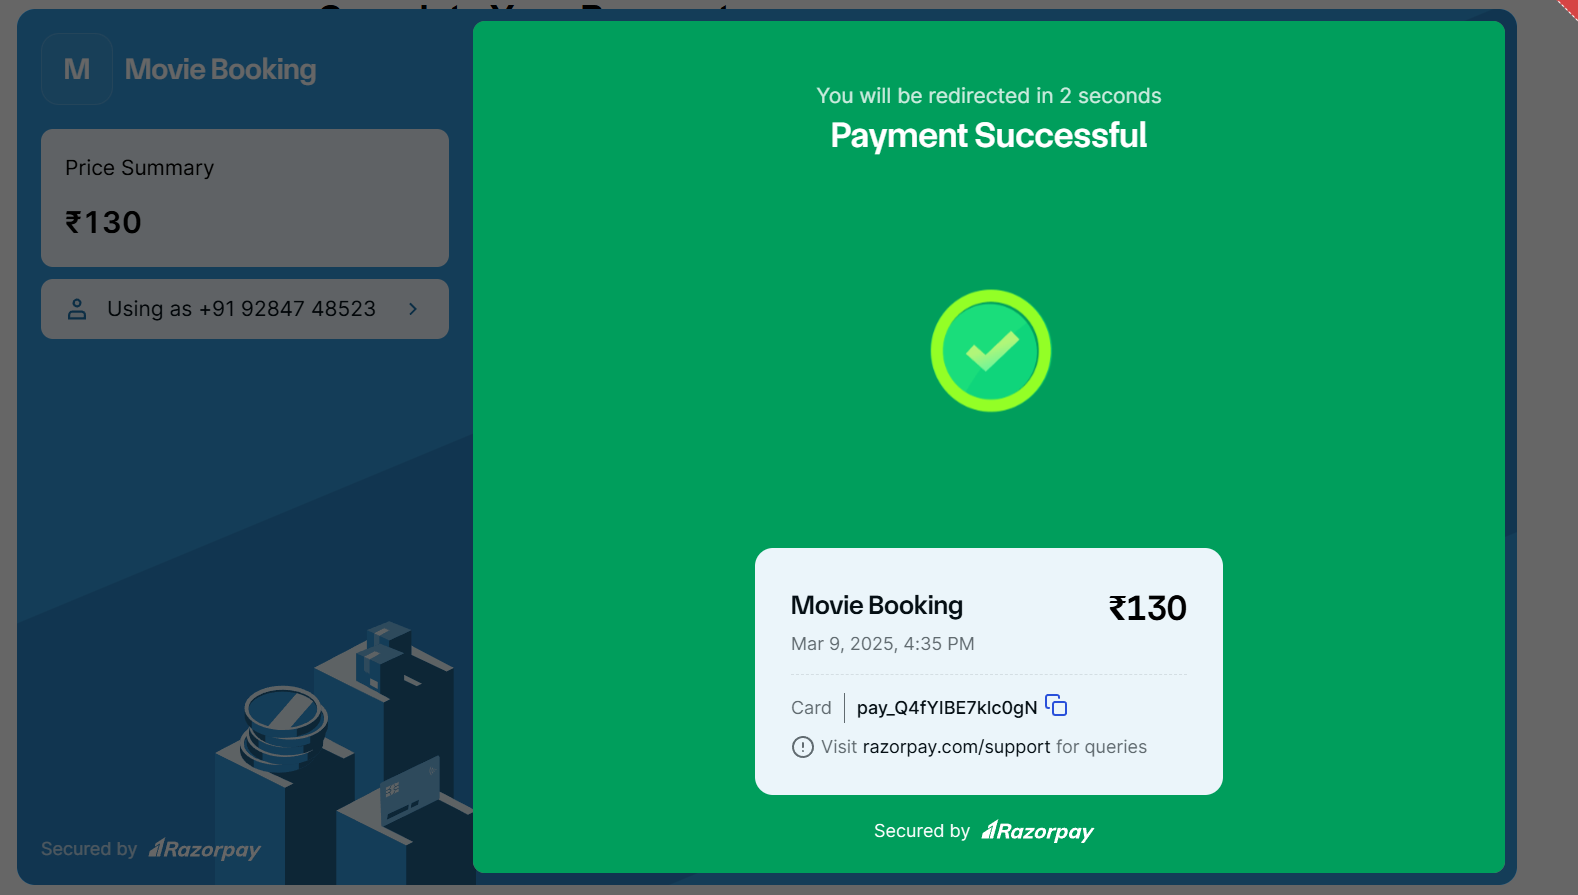 M
Movie Booking
Price Summary
₹130
Using as +91 92847 48523
Secured by Razorpay
You will be redirected in 2 seconds
Payment Successful
Movie Booking
₹130
Mar 9, 2025, 4:35 PM
Card
pay_Q4fYIBE7klc0gN
Visit razorpay.com/support for queries
Secured by Razorpay